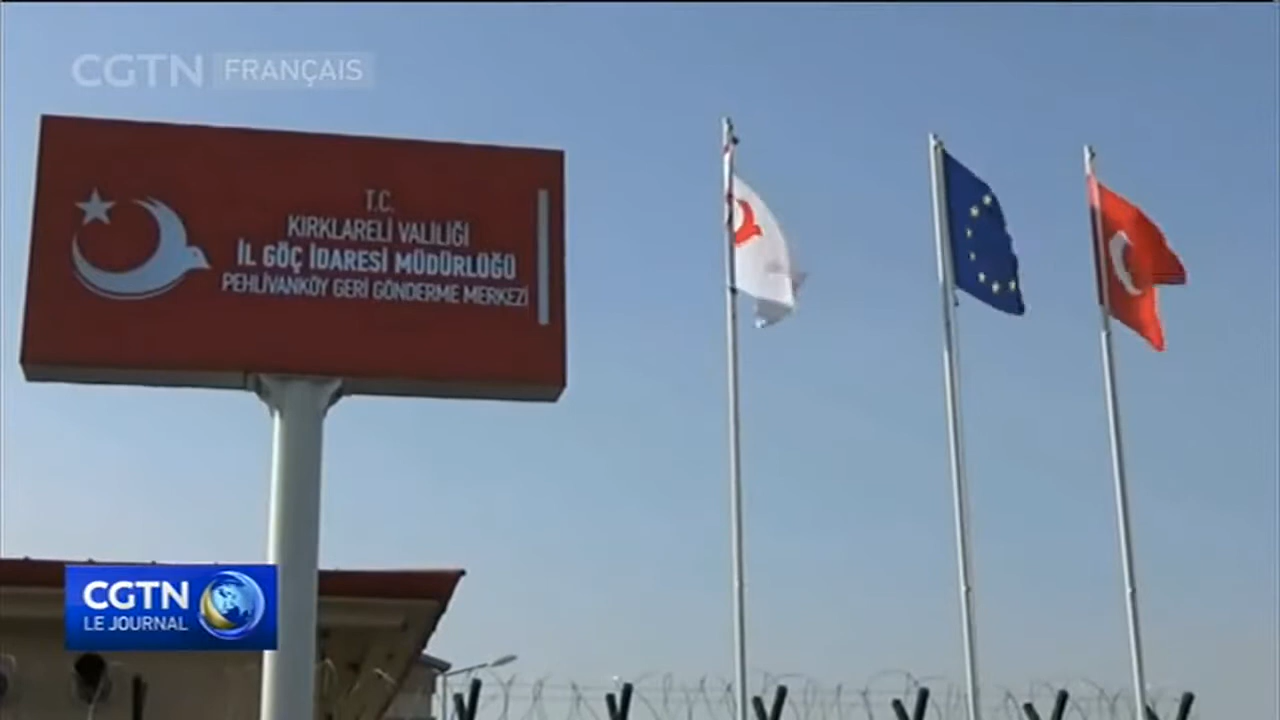 CGTN FRANÇAIS
T.C.
KIRKLARELİ VALİLİĞİ
İL GÖÇ İDARESİ MÜDÜRLÜĞÜ
PEHLİVANKÖY GERİ GÖNDERME MERKEZİ
CGTN
LE JOURNAL